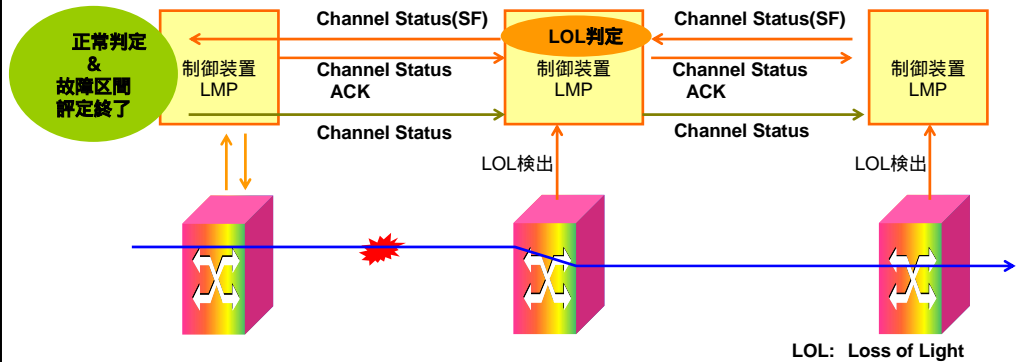 Channel Status(SF)
Channel Status(SF)
正常判定
&
故障区間
評定終了
LOL判定
制御装置
LMP
Channel Status
ACK
制御装置
LMP
Channel Status
ACK
制御装置
LMP
Channel Status
Channel Status
LOL検出
LOL検出
LOL: Loss of Light